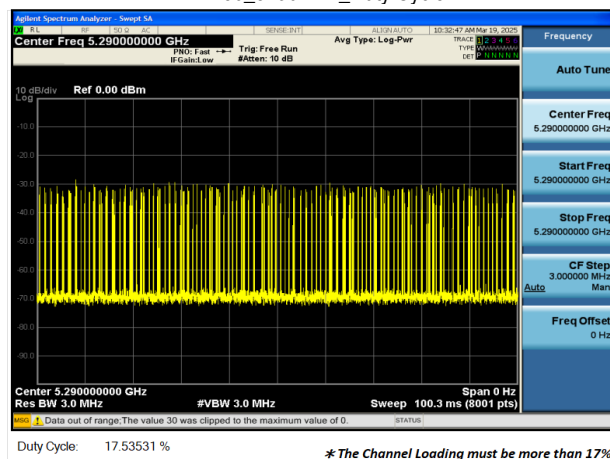 Agilent Spectrum Analyzer - Swept SA
RL RF 50 Ω AC SENSE:INT ALIGN AUTO 10:32:47 AM Mar 19, 2025
Center Freq 5.290000000 GHz
PNO: Fast
IFGain:Low
Trig: Free Run
#Atten: 10 dB
Avg Type: Log-Pwr
TRACE 1 2 3 4 5 6
TYPE
DET P N N N N N
10 dB/div Ref 0.00 dBm
Log
-10.0
-20.0
-30.0
-40.0
-50.0
-60.0
-70.0
-80.0
-90.0
Center 5.290000000 GHz Span 0 Hz
Res BW 3.0 MHz #VBW 3.0 MHz Sweep 100.3 ms (8001 pts)
MSG Data out of range;The value 30 was clipped to the maximum value of 0. STATUS
Frequency
Auto Tune
Center Freq
5.290000000 GHz
Start Freq
5.290000000 GHz
Stop Freq
5.290000000 GHz
CF Step
3.000000 MHz
Auto Man
Freq Offset
0 Hz
Duty Cycle: 17.53531 %
* The Channel Loading must be more than 17%